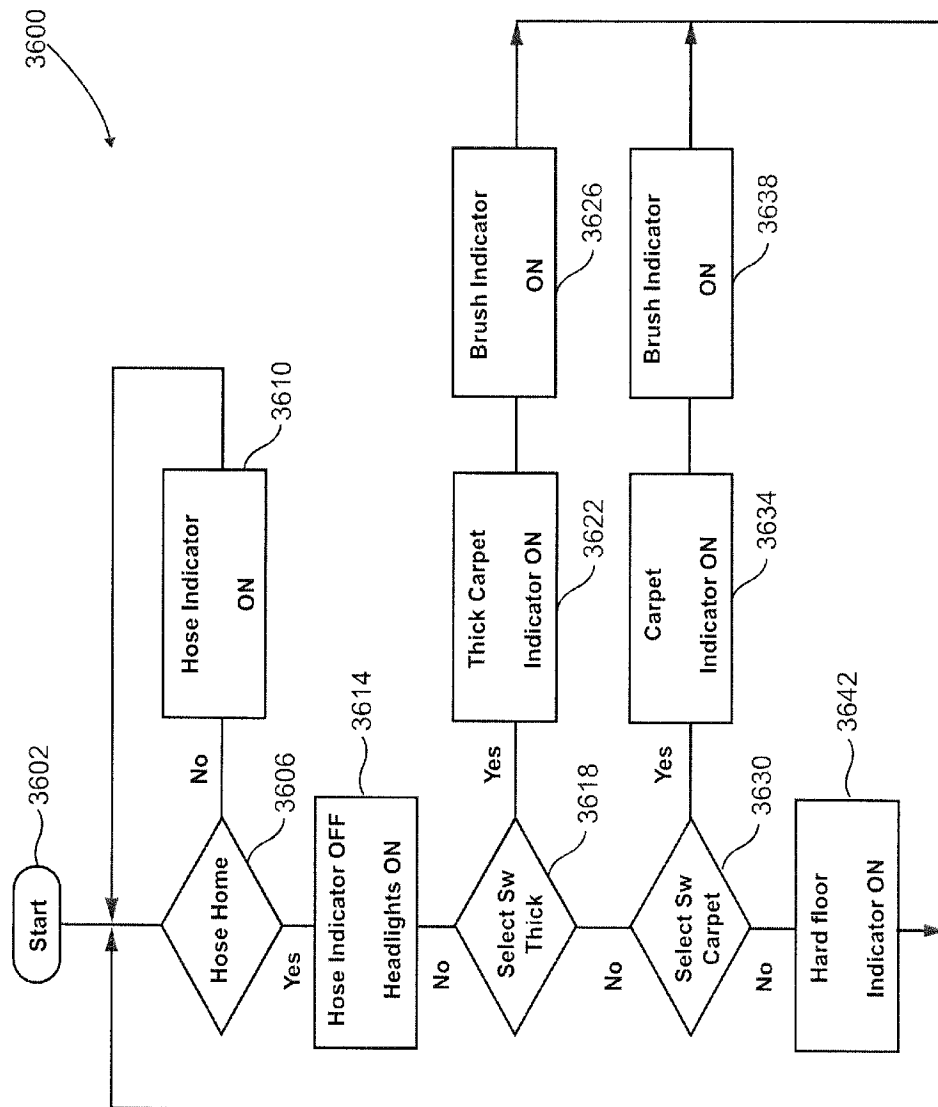 3600
Start
3602
Hose Home
3606
No
Hose Indicator
ON
3610
Yes
Hose Indicator OFF
Headlights ON
3614
No
Select Sw
Thick
3618
Yes
Thick Carpet
Indicator ON
3622
Brush Indicator
ON
3626
No
Select Sw
Carpet
3630
Yes
Carpet
Indicator ON
3634
Brush Indicator
ON
3638
No
Hard floor
Indicator ON
3642